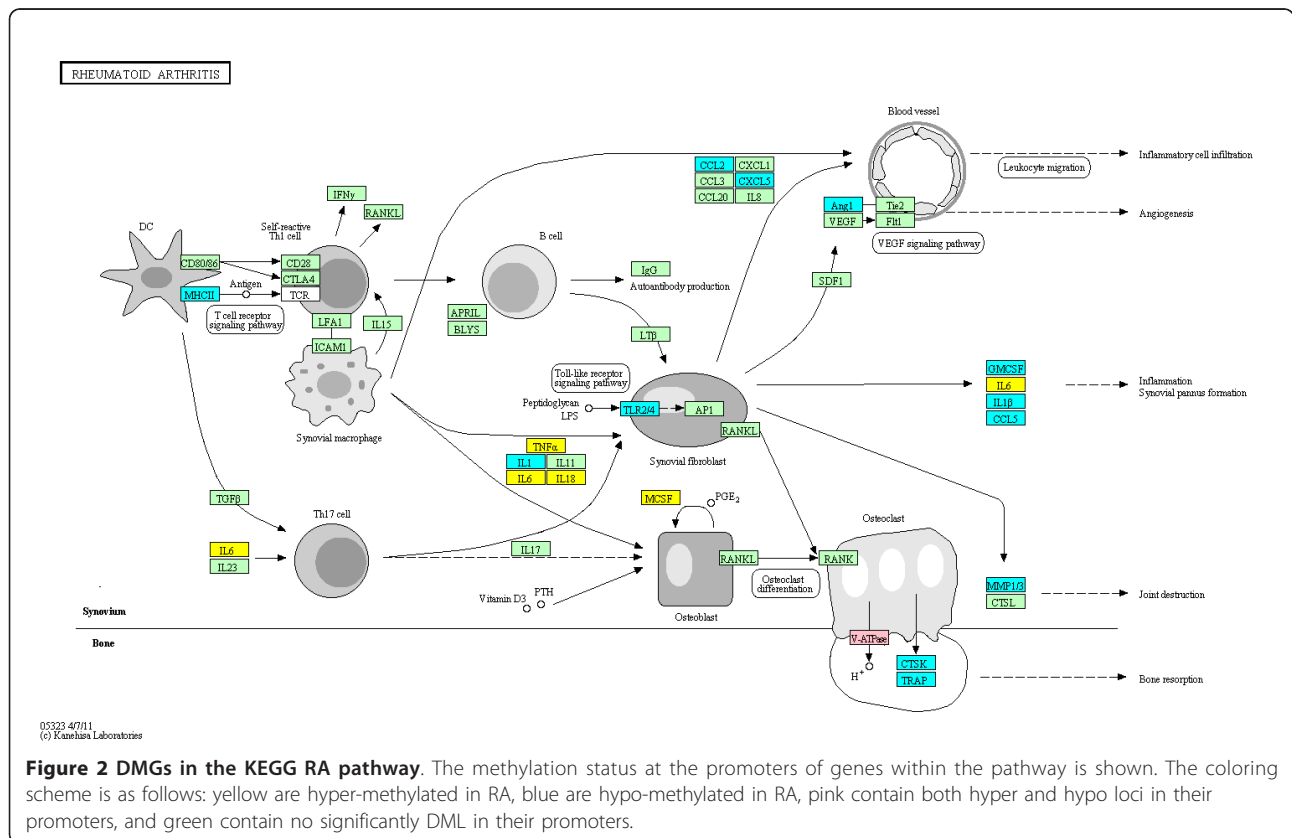 RHEUMATOID ARTHRITIS
Blood vessel
CCL2 CXCL1
CCL3 CXCL5
CCL20 IL8
Leukocyte migration
Inflammatory cell infiltration
IFNγ
RANKL
Ang1 Tie2
VEGF Flt1
Angiogenesis
VEGF signaling pathway
DC
Self-reactive
Th1 cell
B cell
CD80/86 CD28
CTLA4
MHCII
Antigen
TCR
T cell receptor
signaling pathway
LFA1
IL15
ICAM1
Synovial macrophage
APRIL
BLYS
IgG
Autoantibody production
LTβ
SDF1
Toll-like receptor
signaling pathway
Peptidoglycan
LPS
TLR2/4 AP1
RANKL
Synovial fibroblast
GMCSF
IL6
IL1β
CCL5
Inflammation
Synovial pannus formation
TNFα
IL1 IL11
IL6 IL18
TGFβ
Th17 cell
IL6
IL23
IL17
MCSF
PGE2
RANKL
RANK
Osteoclast
Osteoclast
differentiation
Vitamin D3
PTH
Osteoblast
MMP1/3
CTSL
Joint destruction
Synovium
Bone
V-ATPase
H+
CTSK
TRAP
Bone resorption
05323 4/7/11
(c) Kanehisa Laboratories
Figure 2 DMGs in the KEGG RA pathway. The methylation status at the promoters of genes within the pathway is shown. The coloring
scheme is as follows: yellow are hyper-methylated in RA, blue are hypo-methylated in RA, pink contain both hyper and hypo loci in their
promoters, and green contain no significantly DML in their promoters.